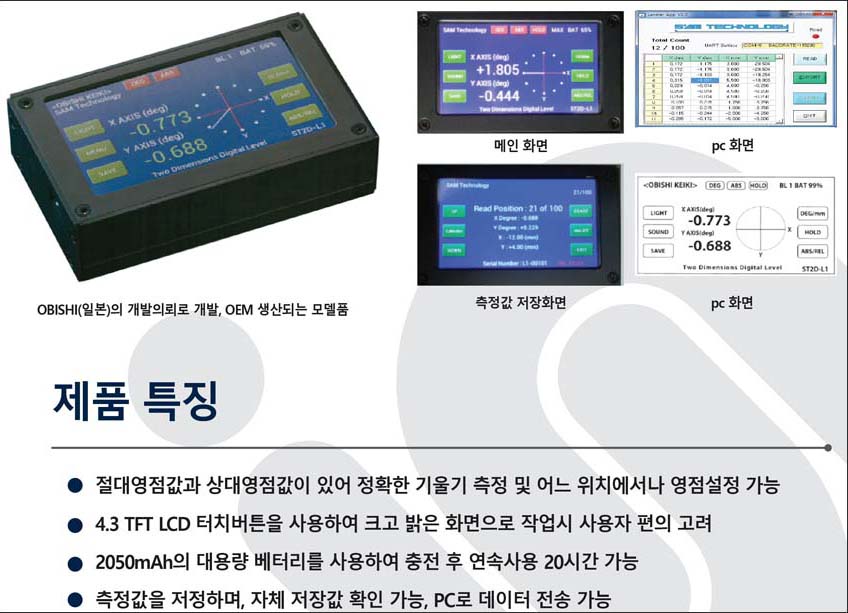 <OBISHI KEIKI>
SAM Technology
DEG ABS
BL 1 BAT 55%
X AXIS (deg)
-0.773
Y AXIS (deg)
-0.688
LIGHT
MENU
SAVE
HOLD
ABS/REL
Two Dimensions Digital Level
ST2D-L1
OBISHI(일본)의 개발의뢰로 개발, OEM 생산되는 모델품
SAM Technology DEG ABS HOLD MAX BAT 55%
X AXIS (deg)
+1.805
Y AXIS (deg)
-0.444
LIGHT
SOUND
SAVE
HOLD
ABS/REL
X
Y
Two Dimensions Digital Level ST2D-L1
메인 화면
SAM TECHNOLOGY
Total Count
12 / 100
Read
READ
EXIT
pc 화면
SAM Technology
21/100
Read Position : 21 of 100
X Degree : -0.688
Y Degree : +0.229
X : -12.00 (mm)
Y : +4.00 (mm)
UP
EXIT
Serial Number : L1-00101
측정값 저장화면
<OBISHI KEIKI> DEG ABS HOLD BL 1 BAT 99%
LIGHT
SOUND
SAVE
X AXIS(deg)
-0.773
Y AXIS(deg)
-0.688
X
Y
DEG/mm
HOLD
ABS/REL
Two Dimensions Digital Level ST2D-L1
pc 화면
제품 특징
● 절대영점값과 상대영점값이 있어 정확한 기울기 측정 및 어느 위치에서나 영점설정 가능
● 4.3 TFT LCD 터치버튼을 사용하여 크고 밝은 화면으로 작업시 사용자 편의 고려
● 2050mAh의 대용량 베터리를 사용하여 충전 후 연속사용 20시간 가능
● 측정값을 저정하며, 자체 저장값 확인 가능, PC로 데이터 전송 가능